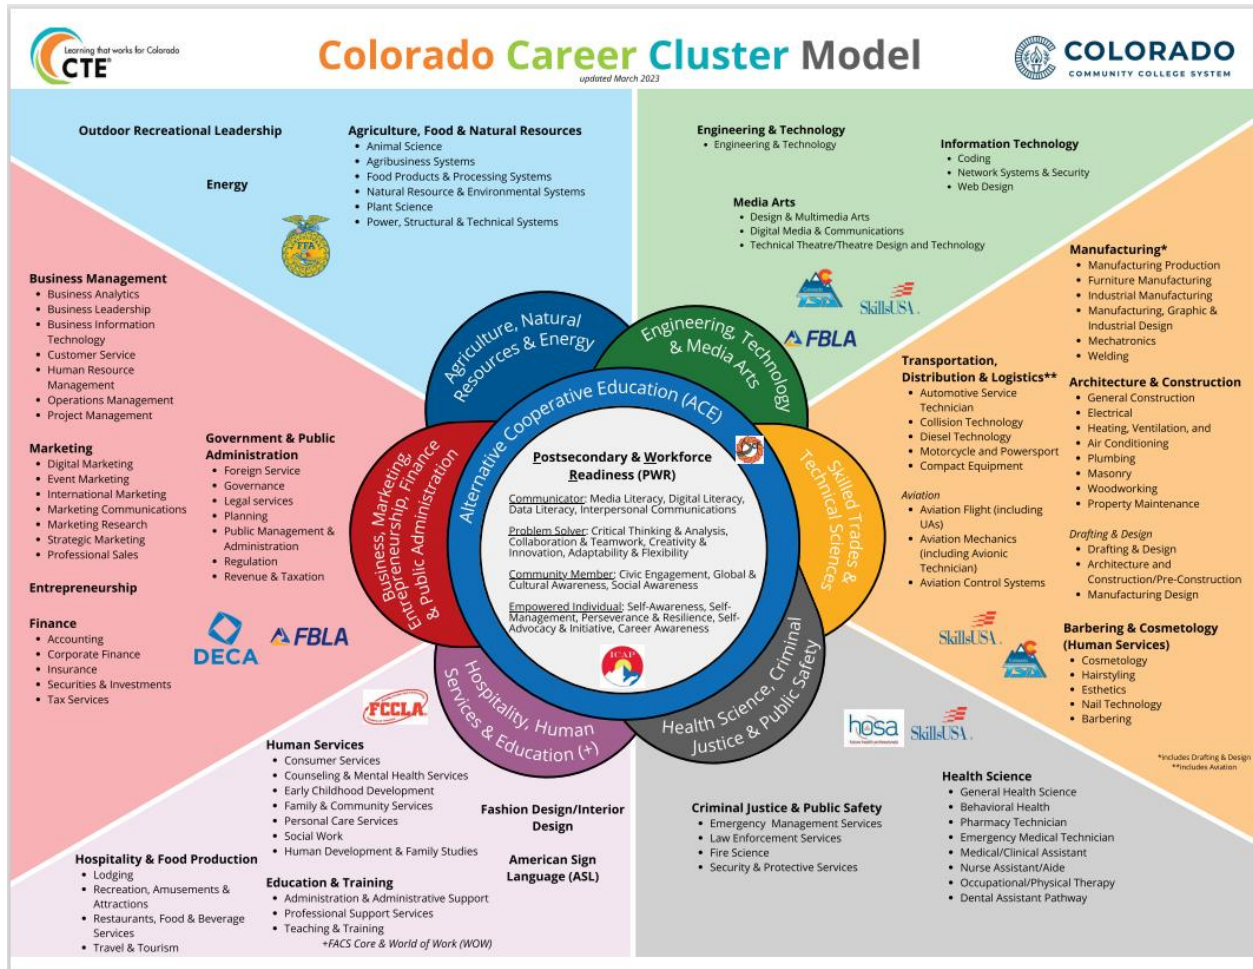 Learning that works for Colorado
CTE®
Colorado Career Cluster Model
updated March 2023
COLORADO
COMMUNITY COLLEGE SYSTEM
Outdoor Recreational Leadership
Energy
Agriculture, Food & Natural Resources
• Animal Science
• Agribusiness Systems
• Food Products & Processing Systems
• Natural Resource & Environmental Systems
• Plant Science
• Power, Structural & Technical Systems
FFA
Engineering & Technology
• Engineering & Technology
Information Technology
• Coding
• Network Systems & Security
• Web Design
Media Arts
• Design & Multimedia Arts
• Digital Media & Communications
• Technical Theatre/Theatre Design and Technology
Colorado
TSA
SkillsUSA
FBLA
Business Management
• Business Analytics
• Business Leadership
• Business Information
Technology
• Customer Service
• Human Resource
Management
• Operations Management
• Project Management
Marketing
• Digital Marketing
• Event Marketing
• International Marketing
• Marketing Communications
• Marketing Research
• Strategic Marketing
• Professional Sales
Entrepreneurship
Finance
• Accounting
• Corporate Finance
• Insurance
• Securities & Investments
• Tax Services
Government & Public
Administration
• Foreign Service
• Governance
• Legal services
• Planning
• Public Management &
Administration
• Regulation
• Revenue & Taxation
DECA
FBLA
Agriculture, Natural
Resources & Energy
Engineering, Technology
& Media Arts
Business, Marketing,
Entrepreneurship, Finance
& Public Administration
Skilled Trades &
Technical Sciences
Hospitality, Human
Services & Education (+)
Health Science, Criminal
Justice & Public Safety
Alternative Cooperative Education (ACE)
Postsecondary & Workforce
Readiness (PWR)
Communicator: Media Literacy, Digital Literacy,
Data Literacy, Interpersonal Communications
Problem Solver: Critical Thinking & Analysis,
Collaboration & Teamwork, Creativity &
Innovation, Adaptability & Flexibility
Community Member: Civic Engagement, Global &
Cultural Awareness, Social Awareness
Empowered Individual: Self-Awareness, Self-
Management, Perseverance & Resilience, Self-
Advocacy & Initiative, Career Awareness
ICAP
Transportation,
Distribution & Logistics**
• Automotive Service
Technician
• Collision Technology
• Diesel Technology
• Motorcycle and Powersport
• Compact Equipment
Aviation
• Aviation Flight (including
UAs)
• Aviation Mechanics
(including Avionic
Technician)
• Aviation Control Systems
Manufacturing*
• Manufacturing Production
• Furniture Manufacturing
• Industrial Manufacturing
• Manufacturing, Graphic &
Industrial Design
• Mechatronics
• Welding
Architecture & Construction
• General Construction
• Electrical
• Heating, Ventilation, and
• Air Conditioning
• Plumbing
• Masonry
• Woodworking
• Property Maintenance
Drafting & Design
• Drafting & Design
• Architecture and
Construction/Pre-Construction
• Manufacturing Design
Barbering & Cosmetology
(Human Services)
• Cosmetology
• Hairstyling
• Esthetics
• Nail Technology
• Barbering
SkillsUSA
Colorado
TSA
*Includes Drafting & Design
**Includes Aviation
FCCLA
Human Services
• Consumer Services
• Counseling & Mental Health Services
• Early Childhood Development
• Family & Community Services
• Personal Care Services
• Social Work
• Human Development & Family Studies
Fashion Design/Interior
Design
American Sign
Language (ASL)
Hospitality & Food Production
• Lodging
• Recreation, Amusements &
Attractions
• Restaurants, Food & Beverage
Services
• Travel & Tourism
Education & Training
• Administration & Administrative Support
• Professional Support Services
• Teaching & Training
+FACS Core & World of Work (WOW)
hosa
future health professionals
SkillsUSA
Criminal Justice & Public Safety
• Emergency Management Services
• Law Enforcement Services
• Fire Science
• Security & Protective Services
Health Science
• General Health Science
• Behavioral Health
• Pharmacy Technician
• Emergency Medical Technician
• Medical/Clinical Assistant
• Nurse Assistant/Aide
• Occupational/Physical Therapy
• Dental Assistant Pathway